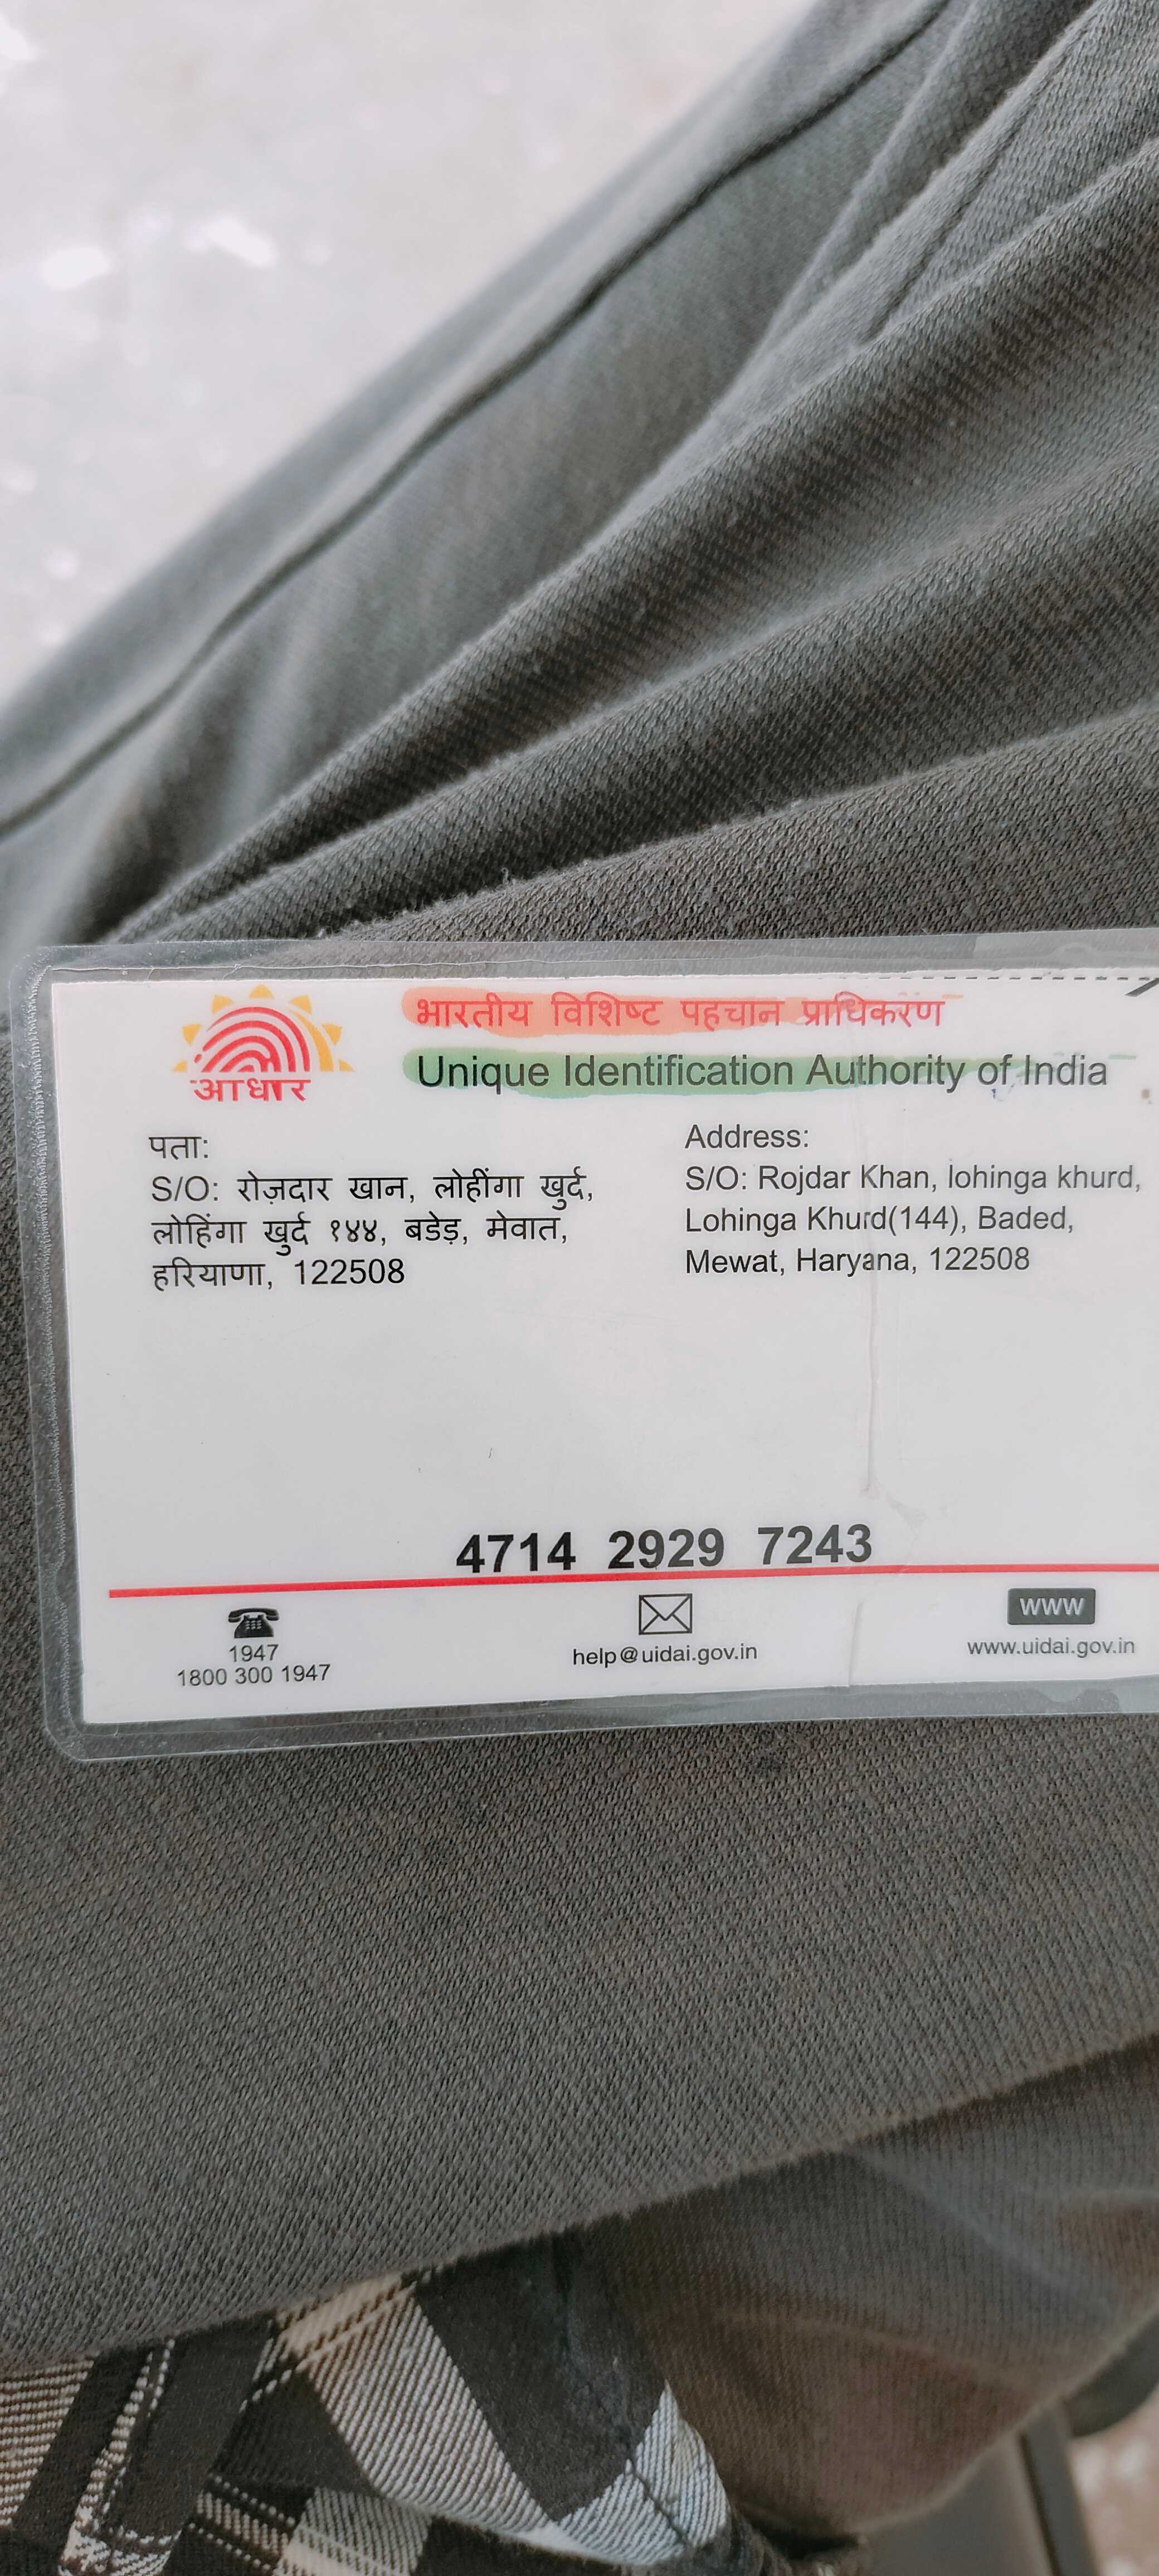 भारतीय विशिष्ट पहचान प्राधिकरण
Unique Identification Authority of India
आधार
पता:
S/O: रोज़दार खान, लोहींगा खुर्द,
लोहिंगा खुर्द १४४, बडेड़, मेवात,
हरियाणा, 122508
Address:
S/O: Rojdar Khan, lohinga khurd,
Lohinga Khurd(144), Baded,
Mewat, Haryana, 122508
4714 2929 7243
1947
1800 300 1947
help@uidai.gov.in
WWW
www.uidai.gov.in